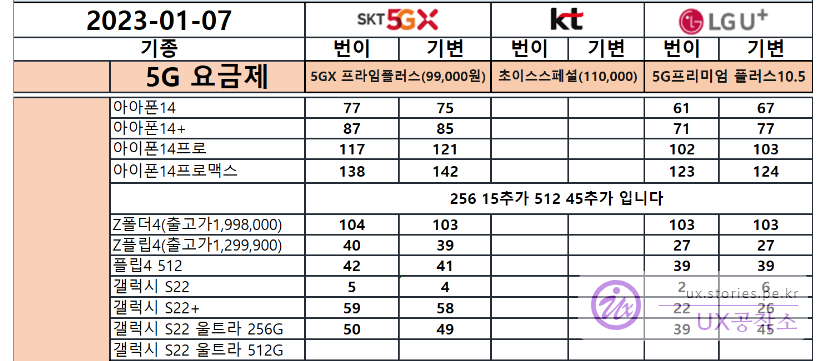 2023-01-07 SKT 5GX kt LG U+
기종 번이 기변 번이 기변 번이 기변
5G 요금제 5GX 프라임플러스(99,000원) 초이스스페셜(110,000) 5G프리미엄 플러스10.5
아아폰14 77 75 61 67
아아폰14+ 87 85 71 77
아이폰14프로 117 121 102 103
아이폰14프로맥스 138 142 123 124
256 15추가 512 45추가 입니다
Z폴더4(출고가1,998,000) 104 103 103 103
Z플립4(출고가1,299,900) 40 39 27 27
플립4 512 42 41 39 39
갤럭시 S22 5 4 2 6
갤럭시 S22+ 59 58 22 26
갤럭시 S22 울트라 256G 50 49 39 45
갤럭시 S22 울트라 512G
Ux
ux.stories.pe.kr
UX공작소